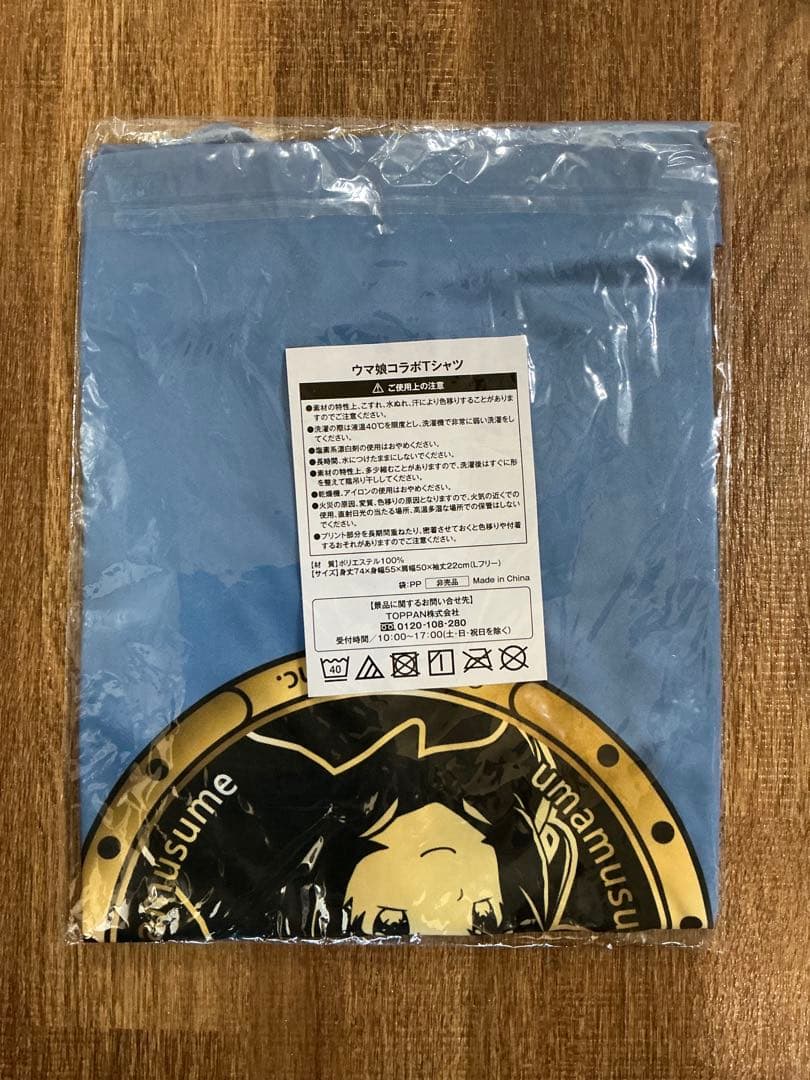 ウマ娘コラボTシャツ
⚠ ご使用上の注意
●素材の特性上、こすれ、水ぬれ、汗により色移りすることがありま
すのでご注意ください。
●洗濯の際は液温40℃を限度とし、洗濯機で非常に弱い洗濯をし
てください。
●塩素系漂白剤の使用はおやめください。
●長時間、水につけたままにしないでください。
●素材の特性上、多少縮むことがありますので、洗濯後はすぐに形
を整えて陰吊り干ししてください。
●乾燥機、アイロンの使用はおやめください。
●火災の原因、変質、色移りの原因となりますので、火気の近くでの
使用、直射日光の当たる場所、高温多湿な場所での保管はしない
でください。
●プリント部分を長期間重ねたり、密着させておくと色移りや付着
するおそれがありますのでご注意ください。
【材 質】ポリエステル100%
【サイズ】身丈74×身幅55×肩幅50×袖丈22cm(Lフリー)
袋:PP 非売品 Made in China
【景品に関するお問い合せ先】
TOPPAN株式会社
0120-108-280
受付時間/10:00~17:00(土・日・祝日を除く)
40
nc.
musume
umamusu